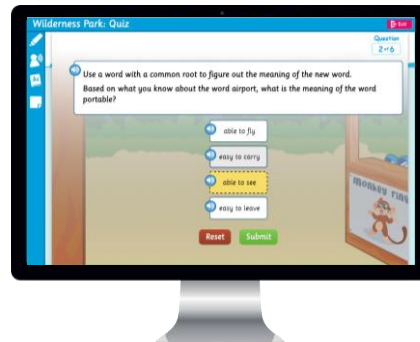 Wilderness Park: Quiz
Exit
Question
2 of 6
Use a word with a common root to figure out the meaning of the new word.
Based on what you know about the word airport, what is the meaning of the word
portable?
able to fly
easy to carry
able to see
easy to leave
Reset
Submit
monkey ring